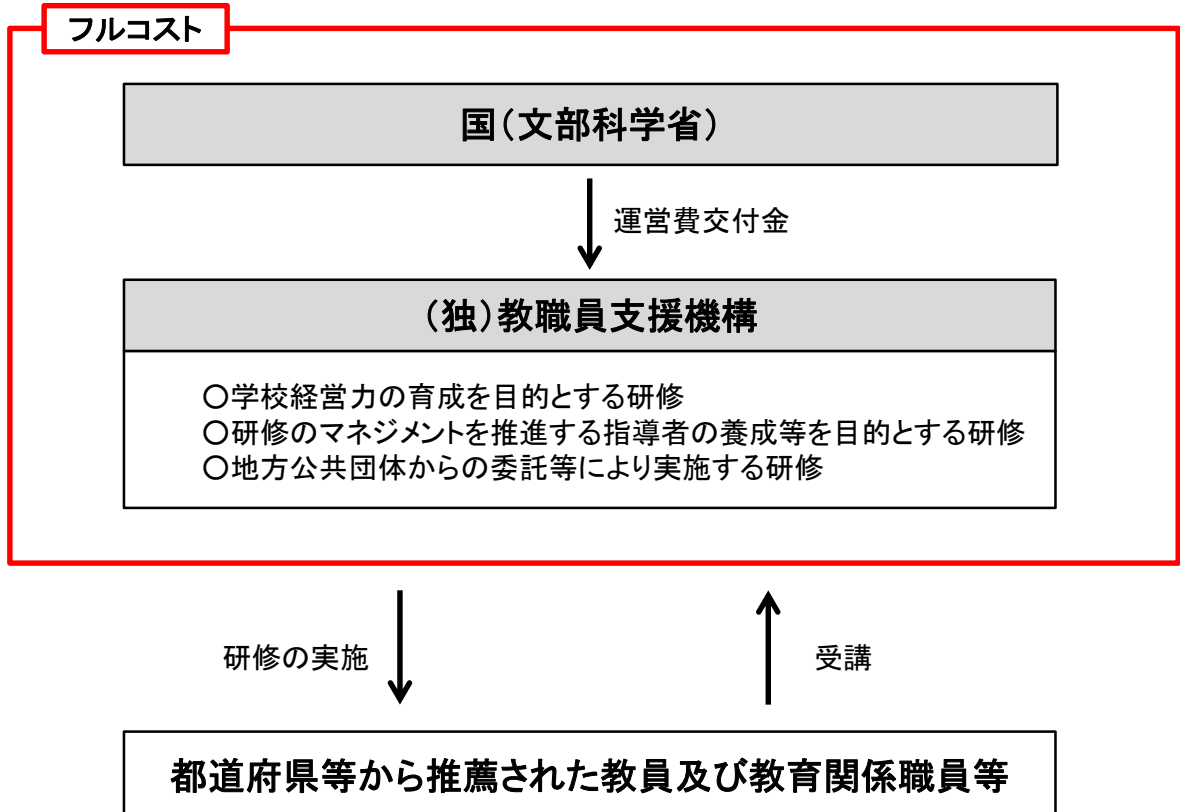 フルコスト
国（文部科学省）
運営費交付金
（独）教職員支援機構
○学校経営力の育成を目的とする研修
○研修のマネジメントを推進する指導者の養成等を目的とする研修
○地方公共団体からの委託等により実施する研修
研修の実施
受講
都道府県等から推薦された教員及び教育関係職員等